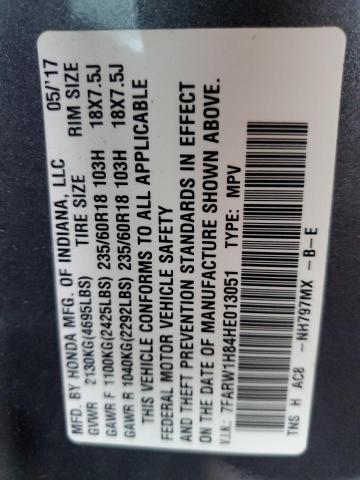 MFD. BY HONDA MFG. OF INDIANA, LLC 05/'17
TIRE SIZE RIM SIZE
GVWR 2130KG(4695LBS)
GAWR F 1100KG(2425LBS) 235/60R18 103H 18X7.5J
GAWR R 1040KG(2292LBS) 235/60R18 103H 18X7.5J
THIS VEHICLE CONFORMS TO ALL APPLICABLE
FEDERAL MOTOR VEHICLE SAFETY
AND THEFT PREVENTION STANDARDS IN EFFECT
ON THE DATE OF MANUFACTURE SHOWN ABOVE.
V.I.N.: 7FARW1H84HE013051 TYPE: MPV
TNS H AC8 -NH797MX -B-E